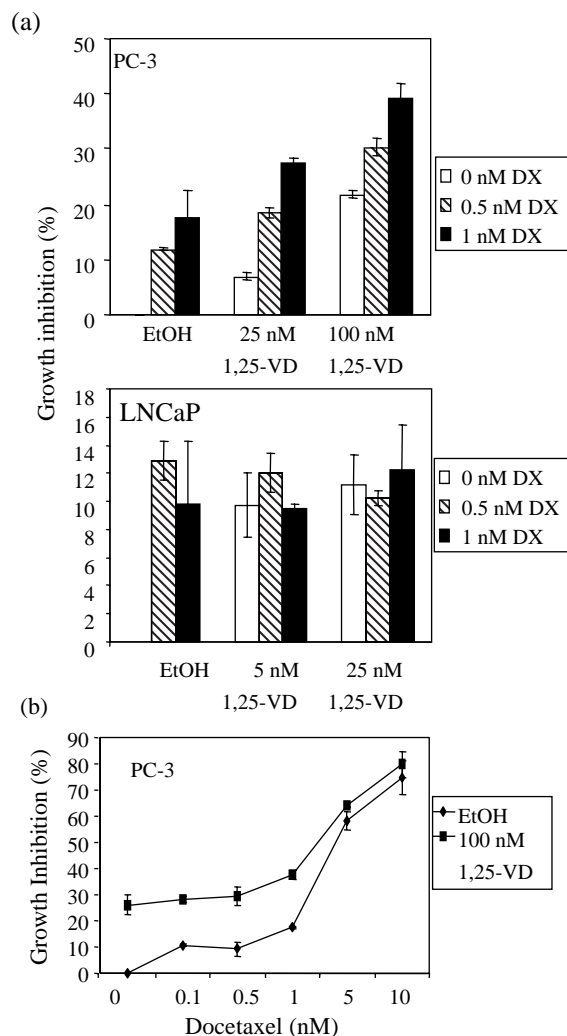 (a)
PC-3
50
40
30
20
10
0
EtOH
25 nM
1,25-VD
100 nM
1,25-VD
0 nM DX
0.5 nM DX
1 nM DX
Growth inhibition (%)
LNCaP
18
16
14
12
10
8
6
4
2
0
EtOH
5 nM
1,25-VD
25 nM
1,25-VD
0 nM DX
0.5 nM DX
1 nM DX
(b)
PC-3
90
80
70
60
50
40
30
20
10
0
Growth Inhibition (%)
0 0.1 0.5 1 5 10
Docetaxel (nM)
EtOH
100 nM
1,25-VD